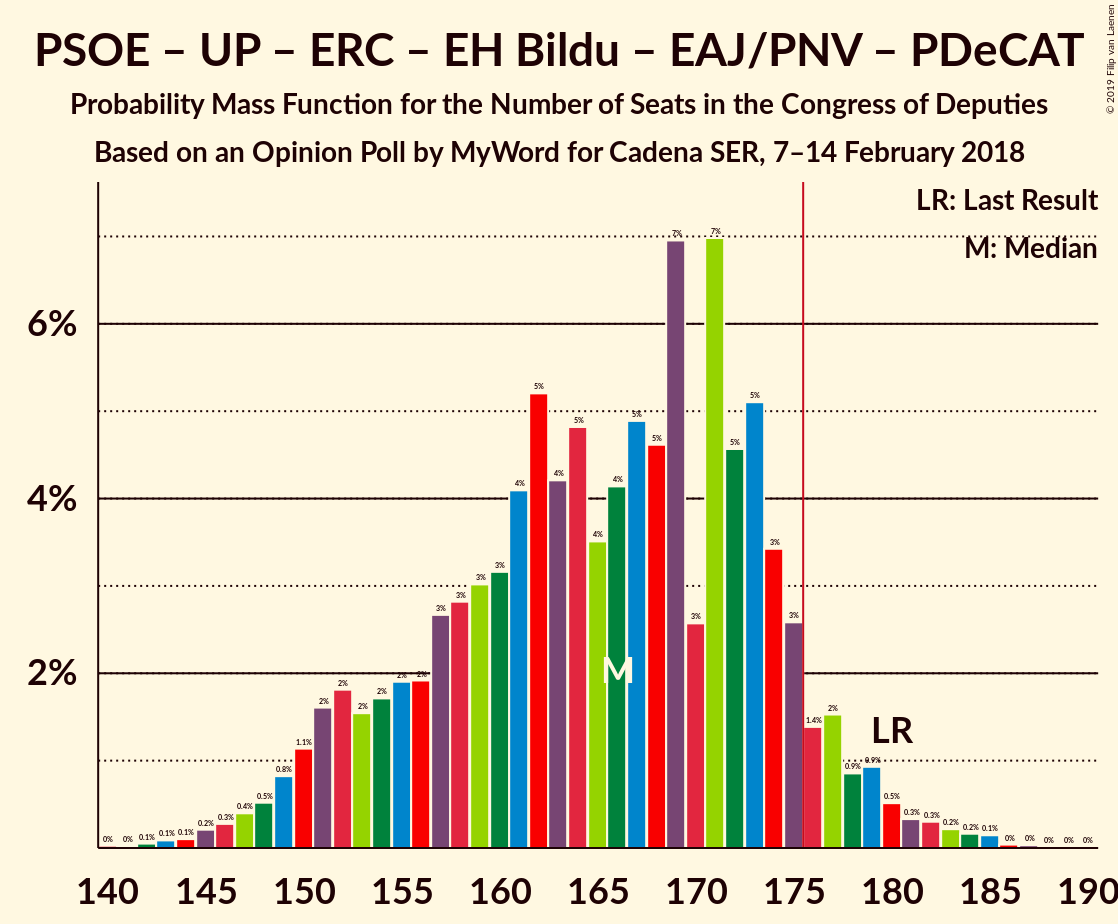 PSOE – UP – ERC – EH Bildu – EAJ/PNV – PDeCAT
Probability Mass Function for the Number of Seats in the Congress of Deputies
Based on an Opinion Poll by MyWord for Cadena SER, 7–14 February 2018
© 2019 Filip van Laenen
LR: Last Result
M: Median
6%
4%
2%
0% 0% 0.1% 0.1% 0.1% 0.2% 0.3% 0.4% 0.5% 0.8% 1.1% 2% 2% 2% 2% 2% 2% 3% 3% 3% 3% 4% 5% 4% 5% 4% 4% 5% 5% 7% 3% 7% 5% 5% 3% 3% 1.4% 2% 0.9% 0.9% 0.5% 0.3% 0.3% 0.2% 0.2% 0.1% 0% 0% 0% 0% 0%
M
LR
140 145 150 155 160 165 170 175 180 185 190